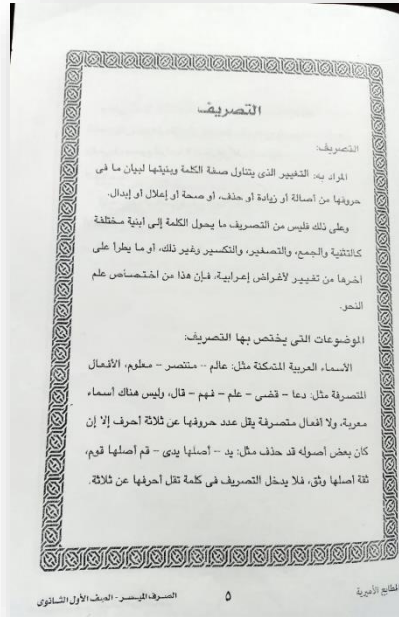 التصريف
التصريف:
المراد به: التغيير الذى يتناول صفة الكلمة وبنيتها لبيان ما فى
حروفها من أصالة أو زيادة أو حذف، أو صحة أو إعلال أو إبدال.
وعلى ذلك فليس من التصريف ما يحول الكلمة إلى أبنية مختلفة
كالتثنية والجمع، والتصغير، والتكسير وغير ذلك، أو ما يطرأ على
آخرها من تغيير لأغراض إعرابية، فإن هذا من اختصاص علم
النحو.
الموضوعات التى يختص بها التصريف:
الأسماء العربية المتمكنة مثل: عالم – منتصر – معلوم، الأفعال
المتصرفة مثل: دعا – قضى – علم – فهم – قال، وليس هناك أسماء
معربة، ولا أفعال متصرفة يقل عدد حروفها عن ثلاثة أحرف إلا إن
كان بعض أصوله قد حذف مثل: يد – أصلها يدى – قم أصلها قوم،
ثقة أصلها وثق، فلا يدخل التصريف فى كلمة تقل أحرفها عن ثلاثة.
المطابع الأميرية ٥ الصرف الميسر - الصف الأول الثانوى